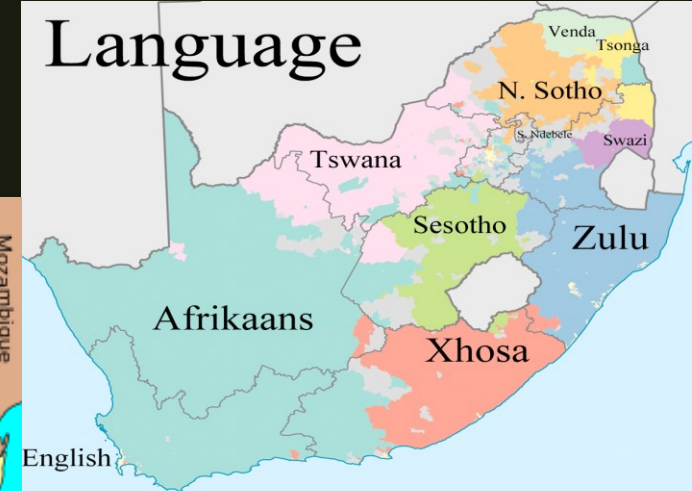 Language
Venda
Tsonga
N. Sotho
S. Ndebele
Swazi
Tswana
Sesotho
Zulu
Afrikaans
Xhosa
English
Mozambique